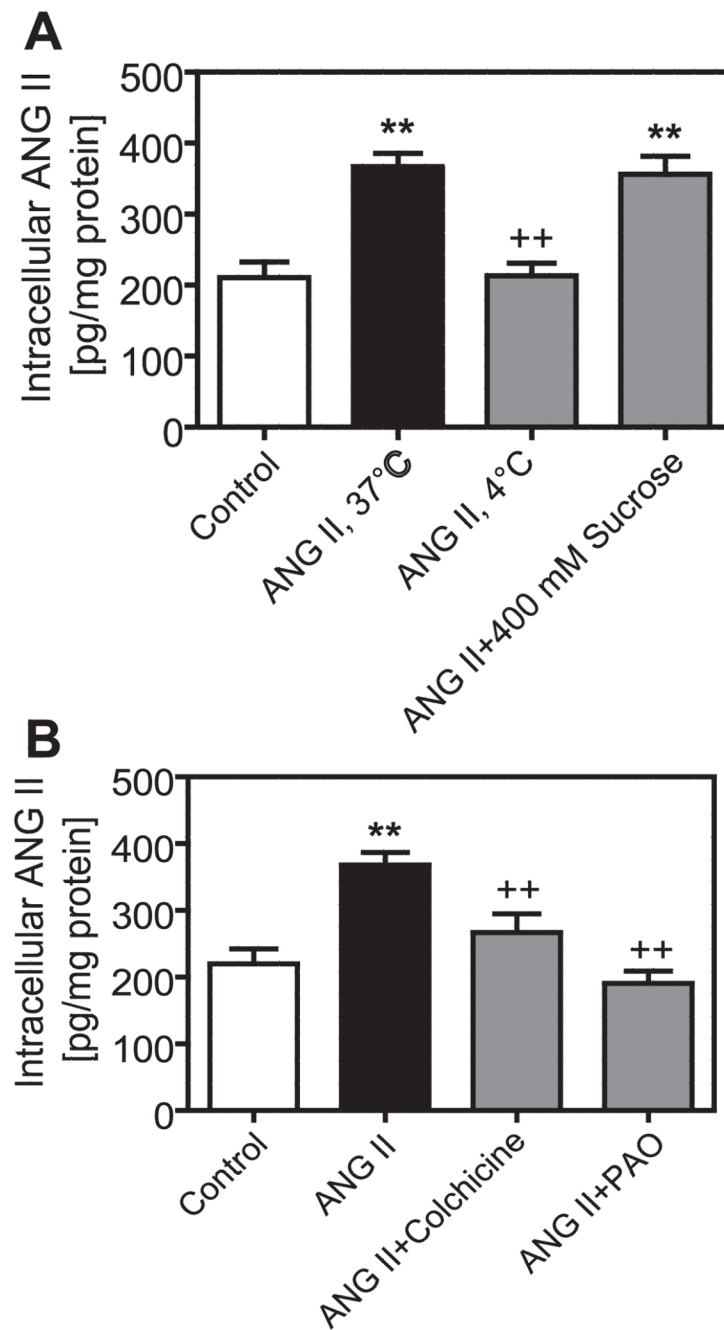 A
Intracellular ANG II
[pg/mg protein]
500
400
300
200
100
0
**
++
**
Control
ANG II, 37°C
ANG II, 4°C
ANG II+400 mM Sucrose
B
Intracellular ANG II
[pg/mg protein]
500
400
300
200
100
0
**
++
++
Control
ANG II
ANG II+Colchicine
ANG II+PAO